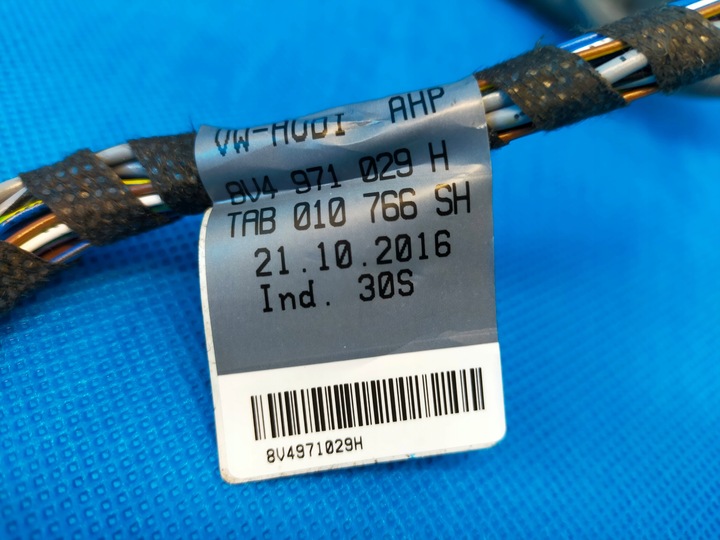 VW-AUDI AHP
8V4 971 029 H
TAB 010 766 SH
21.10.2016
Ind. 30S
8V4971029H